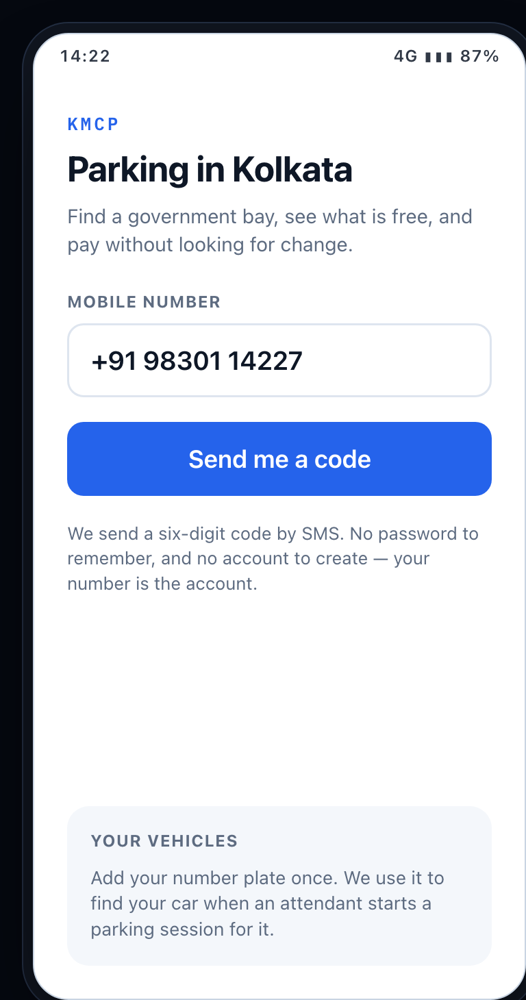 14:22 4G ▮▮▮ 87%
KMCP
Parking in Kolkata
Find a government bay, see what is free, and
pay without looking for change.
MOBILE NUMBER
+91 98301 14227
Send me a code
We send a six-digit code by SMS. No password to
remember, and no account to create — your
number is the account.
YOUR VEHICLES
Add your number plate once. We use it to
find your car when an attendant starts a
parking session for it.